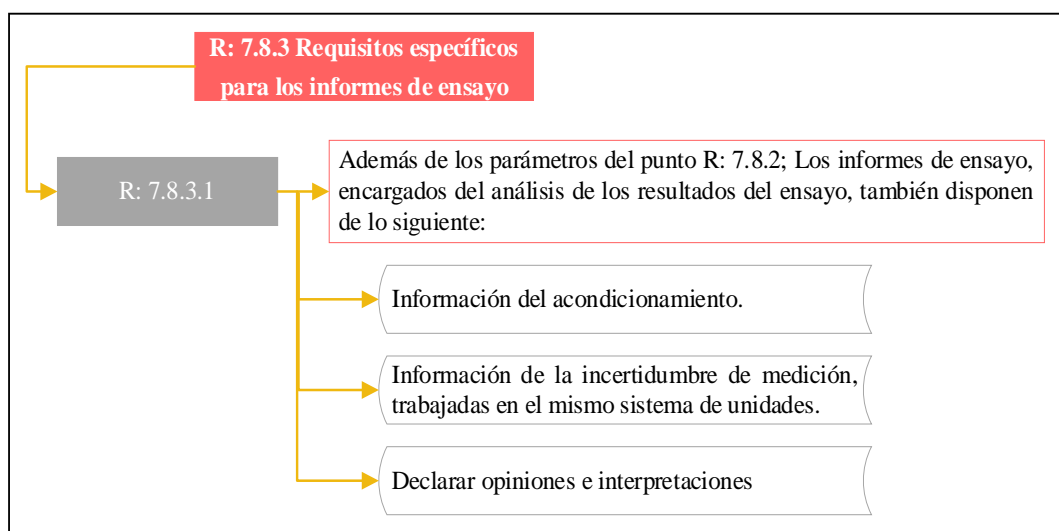 R: 7.8.3 Requisitos específicos
para los informes de ensayo
R: 7.8.3.1
Además de los parámetros del punto R: 7.8.2; Los informes de ensayo,
encargados del análisis de los resultados del ensayo, también disponen
de lo siguiente:
Información del acondicionamiento.
Información de la incertidumbre de medición,
trabajadas en el mismo sistema de unidades.
Declarar opiniones e interpretaciones